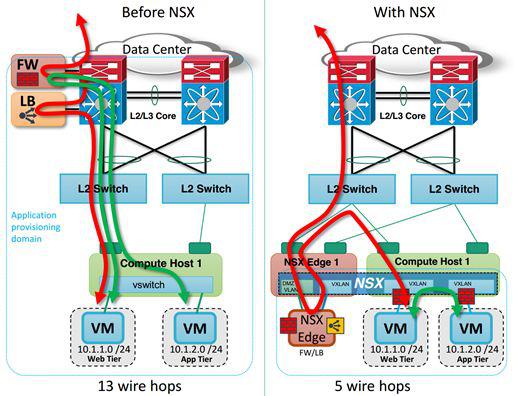 Before NSX
FW
LB
Data Center
L2/L3 Core
L2 Switch
L2 Switch
Application
provisioning
domain
Compute Host 1
vswitch
VM
10.1.1.0 /24
Web Tier
VM
10.1.2.0 /24
App Tier
13 wire hops
With NSX
Data Center
L2/L3 Core
L2 Switch
L2 Switch
NSX Edge 1
Compute Host 1
DMZ
VLAN
VXLAN
NSX
VXLAN
VXLAN
NSX
Edge
FW/LB
VM
10.1.1.0 /24
Web Tier
VM
10.1.2.0 /24
App Tier
5 wire hops